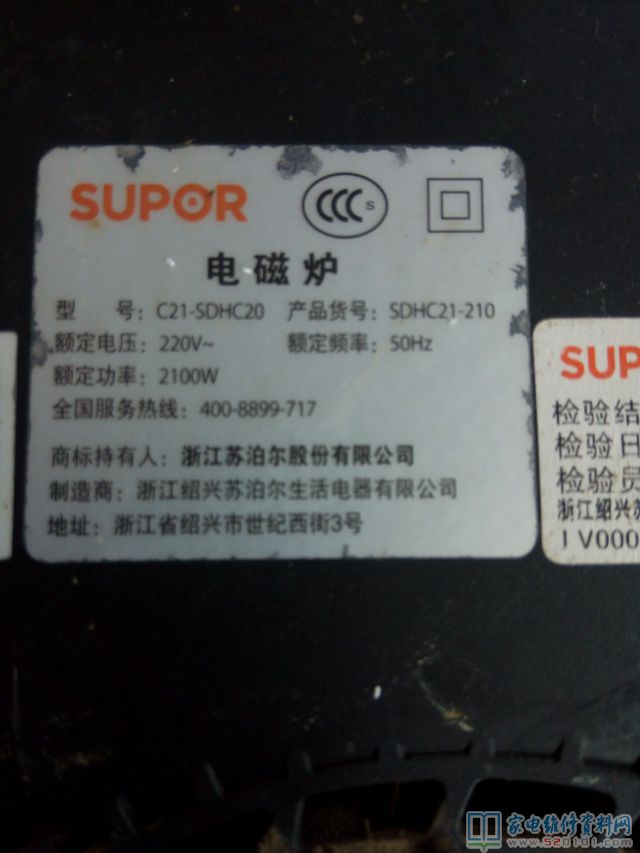 SUPOR
CCC S
电磁炉
型 号: C21-SDHC20 产品货号: SDHC21-210
额定电压: 220V~ 额定频率: 50Hz
额定功率: 2100W
全国服务热线: 400-8899-717
商标持有人: 浙江苏泊尔股份有限公司
制造商: 浙江绍兴苏泊尔生活电器有限公司
地址: 浙江省绍兴市世纪西街3号
SUP
检验结
检验日
检验员
浙江绍兴苏
家电维修资料网
www.520101.com